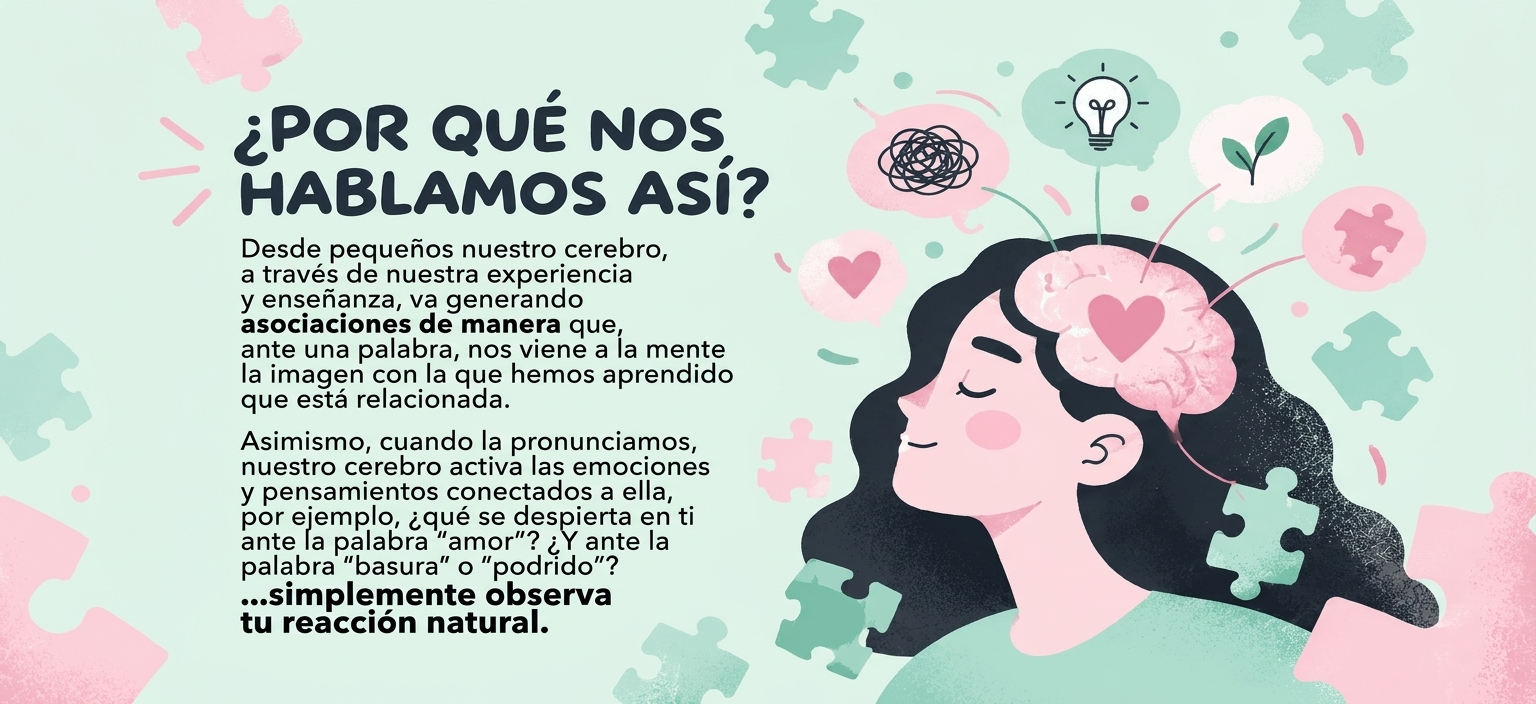 ¿POR QUÉ NOS
HABLAMOS ASÍ?
Desde pequeños nuestro cerebro,
a través de nuestra experiencia
y enseñanza, va generando
asociaciones de manera que,
ante una palabra, nos viene a la mente
la imagen con la que hemos aprendido
que está relacionada.
Asimismo, cuando la pronunciamos,
nuestro cerebro activa las emociones
y pensamientos conectados a ella,
por ejemplo, ¿qué se despierta en ti
ante la palabra “amor”? ¿Y ante la
palabra “basura” o “podrido”?
...simplemente observa
tu reacción natural.